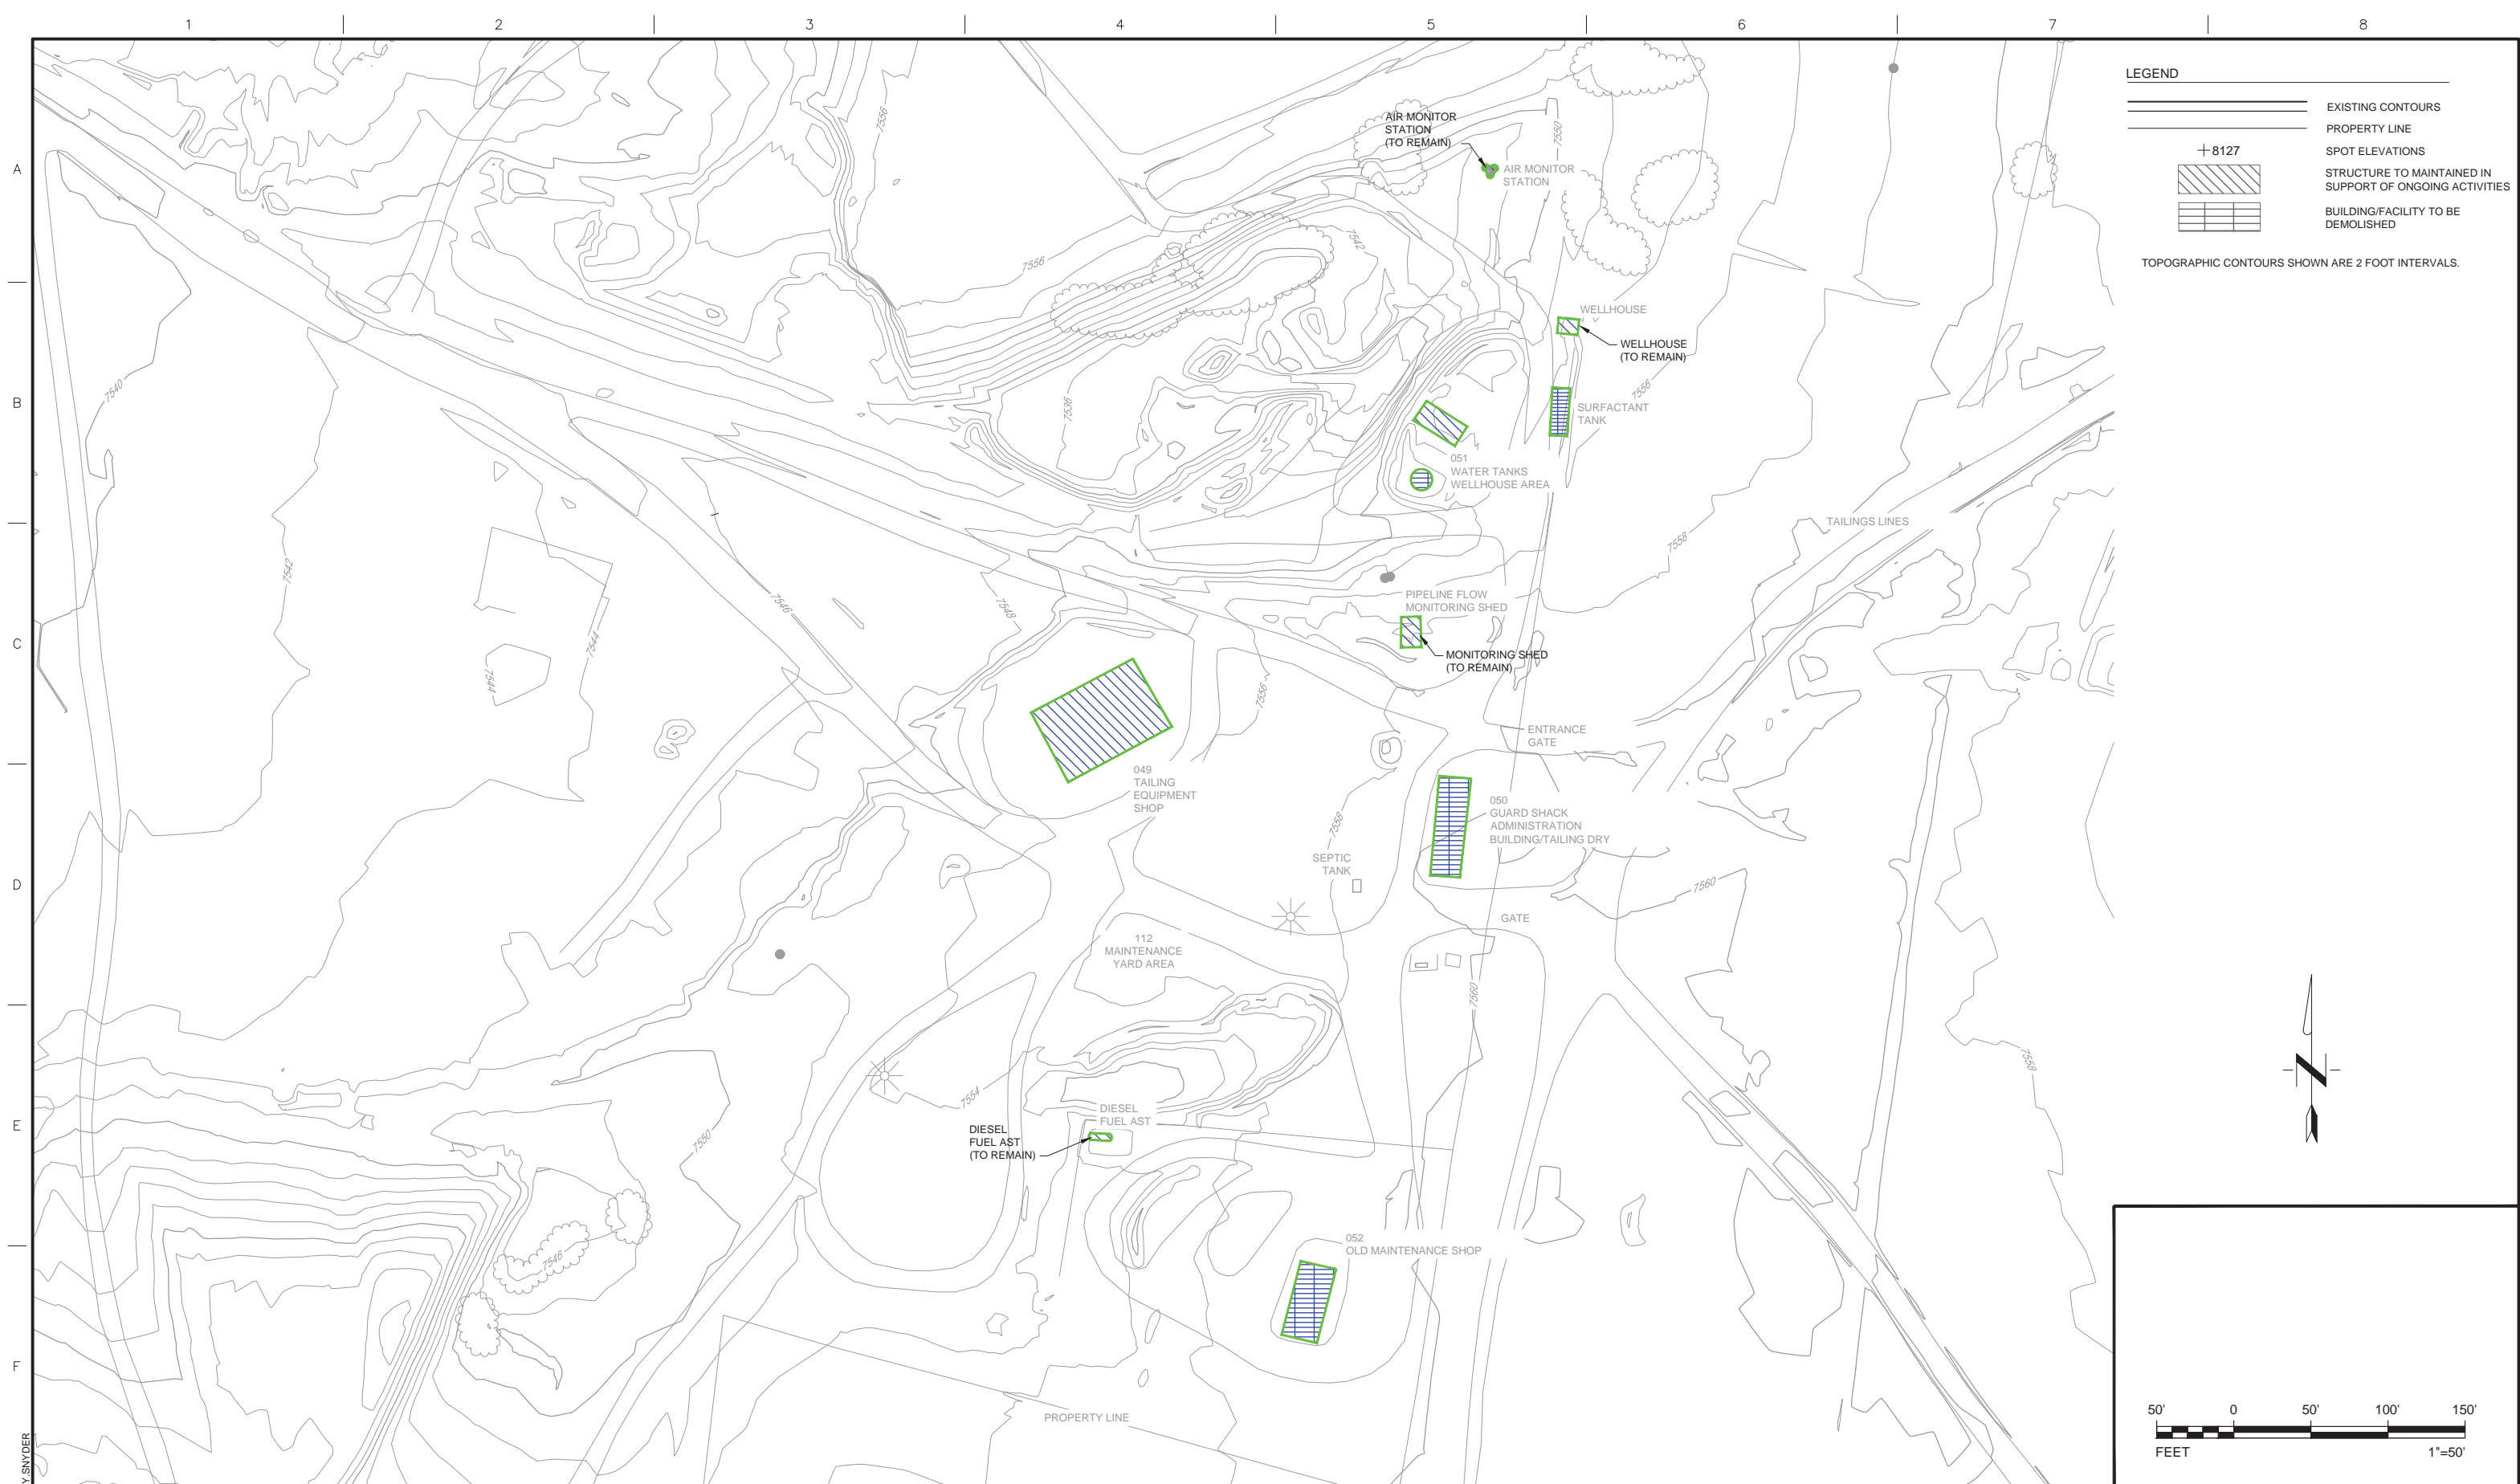 1 2 3 4 5 6 7 8
A
B
C
D
E
F
LEGEND
EXISTING CONTOURS
PROPERTY LINE
+8127
SPOT ELEVATIONS
STRUCTURE TO MAINTAINED IN
SUPPORT OF ONGOING ACTIVITIES
BUILDING/FACILITY TO BE
DEMOLISHED
TOPOGRAPHIC CONTOURS SHOWN ARE 2 FOOT INTERVALS.
AIR MONITOR
STATION
(TO REMAIN)
AIR MONITOR
STATION
7556
7550
7542
7556
WELLHOUSE
WELLHOUSE
(TO REMAIN)
7540
7536
7556
SURFACTANT
TANK
051
WATER TANKS
WELLHOUSE AREA
TAILINGS LINES
7542
7558
7546
7548
7544
7544
PIPELINE FLOW
MONITORING SHED
MONITORING SHED
(TO REMAIN)
7556
ENTRANCE
GATE
049
TAILING
EQUIPMENT
SHOP
050
GUARD SHACK
ADMINISTRATION
BUILDING/TAILING DRY
7558
SEPTIC
TANK
7560
GATE
112
MAINTENANCE
YARD AREA
7560
7558
7554
DIESEL
FUEL AST
DIESEL
FUEL AST
(TO REMAIN)
7550
7546
052
OLD MAINTENANCE SHOP
PROPERTY LINE
N
50' 0 50' 100' 150'
FEET
1"=50'
Y.SNYDER